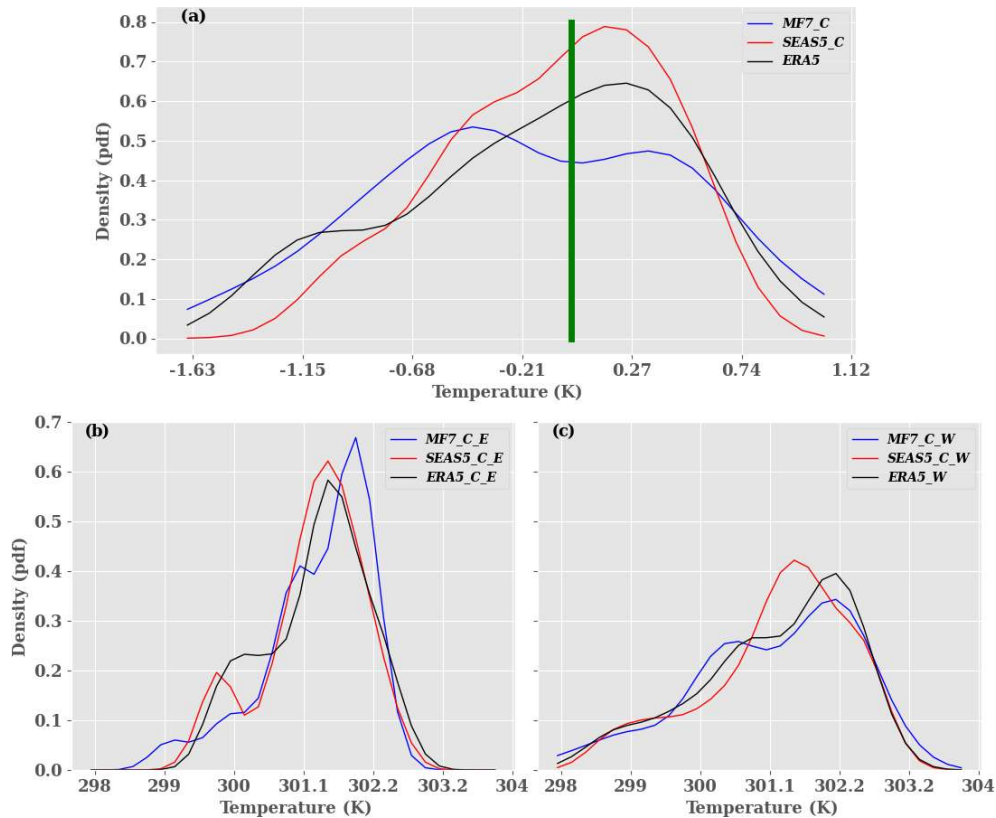 (a)
MF7_C
SEAS5_C
ERA5
Density (pdf)
0.8
0.7
0.6
0.5
0.4
0.3
0.2
0.1
0.0
-1.63 -1.15 -0.68 -0.21 0.27 0.74 1.12
Temperature (K)
(b)
MF7_C_E
SEAS5_C_E
ERA5_C_E
Density (pdf)
0.7
0.6
0.5
0.4
0.3
0.2
0.1
0.0
298 299 300 301.1 302.2 303.2 304
Temperature (K)
(c)
MF7_C_W
SEAS5_C_W
ERA5_W
298 299 300 301.1 302.2 303.2 304
Temperature (K)